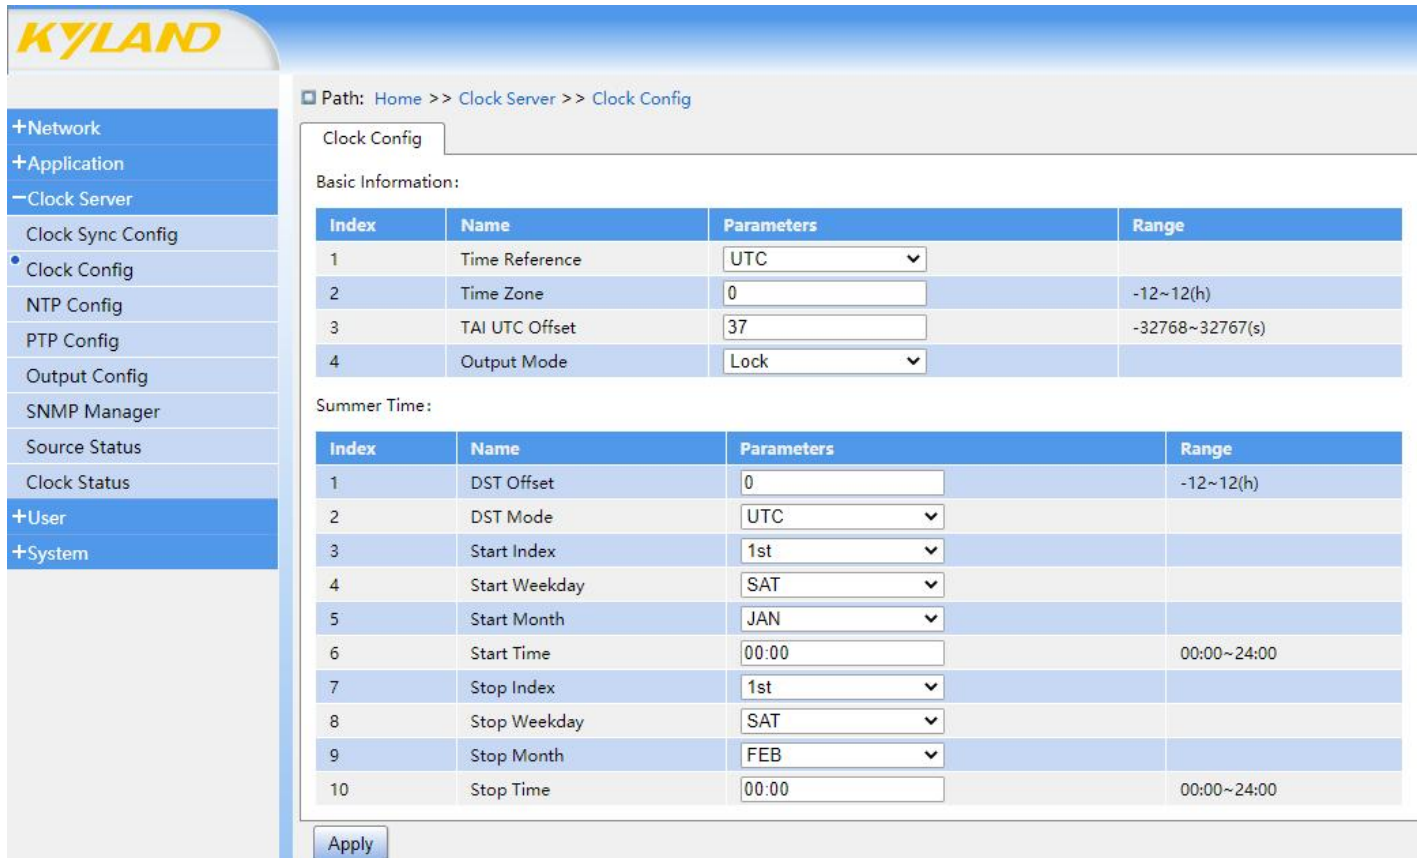 KYLAND
Path: Home >> Clock Server >> Clock Config
+Network
+Application
−Clock Server
Clock Sync Config
Clock Config
NTP Config
PTP Config
Output Config
SNMP Manager
Source Status
Clock Status
+User
+System
Clock Config
Basic Information:
Index Name Parameters Range
1 Time Reference UTC
2 Time Zone 0 -12~12(h)
3 TAI UTC Offset 37 -32768~32767(s)
4 Output Mode Lock
Summer Time:
Index Name Parameters Range
1 DST Offset 0 -12~12(h)
2 DST Mode UTC
3 Start Index 1st
4 Start Weekday SAT
5 Start Month JAN
6 Start Time 00:00 00:00~24:00
7 Stop Index 1st
8 Stop Weekday SAT
9 Stop Month FEB
10 Stop Time 00:00 00:00~24:00
Apply